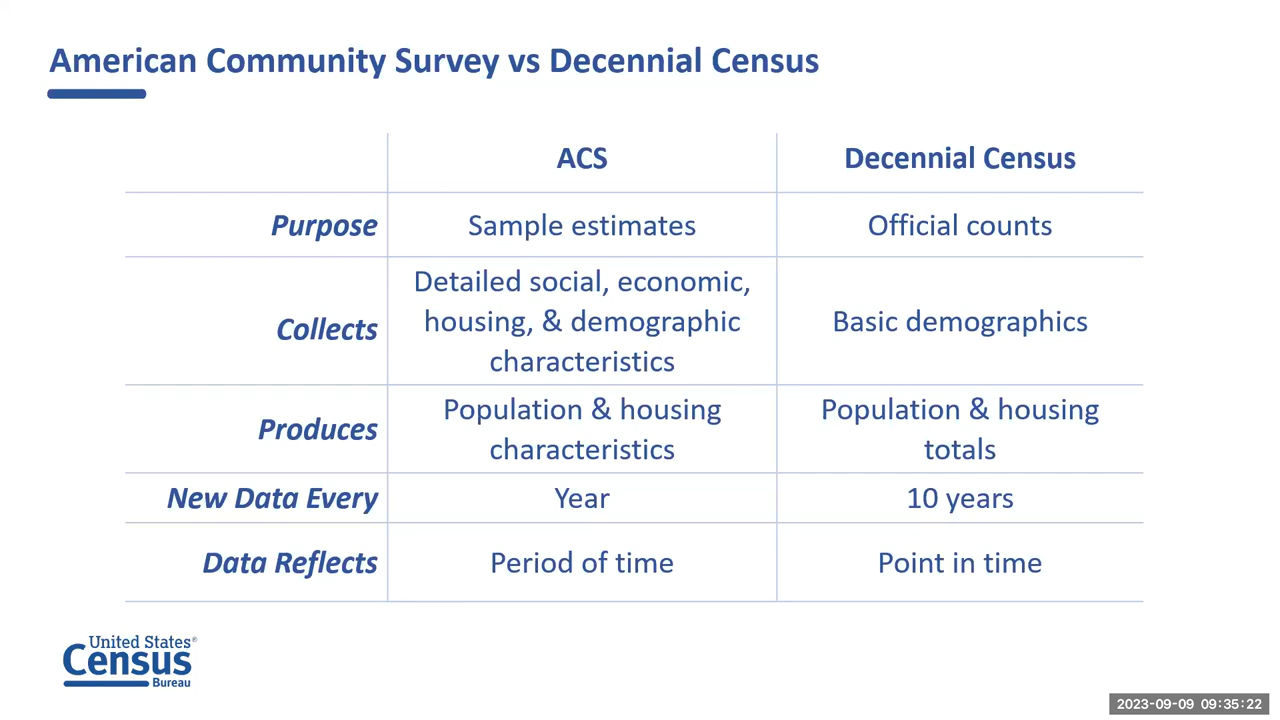 American Community Survey vs Decennial Census
ACS
Decennial Census
Purpose
Sample estimates
Official counts
Collects
Detailed social, economic,
housing, & demographic
characteristics
Basic demographics
Produces
Population & housing
characteristics
Population & housing
totals
New Data Every
Year
10 years
Data Reflects
Period of time
Point in time
United States®
Census
Bureau
2023-09-09 09:35:22